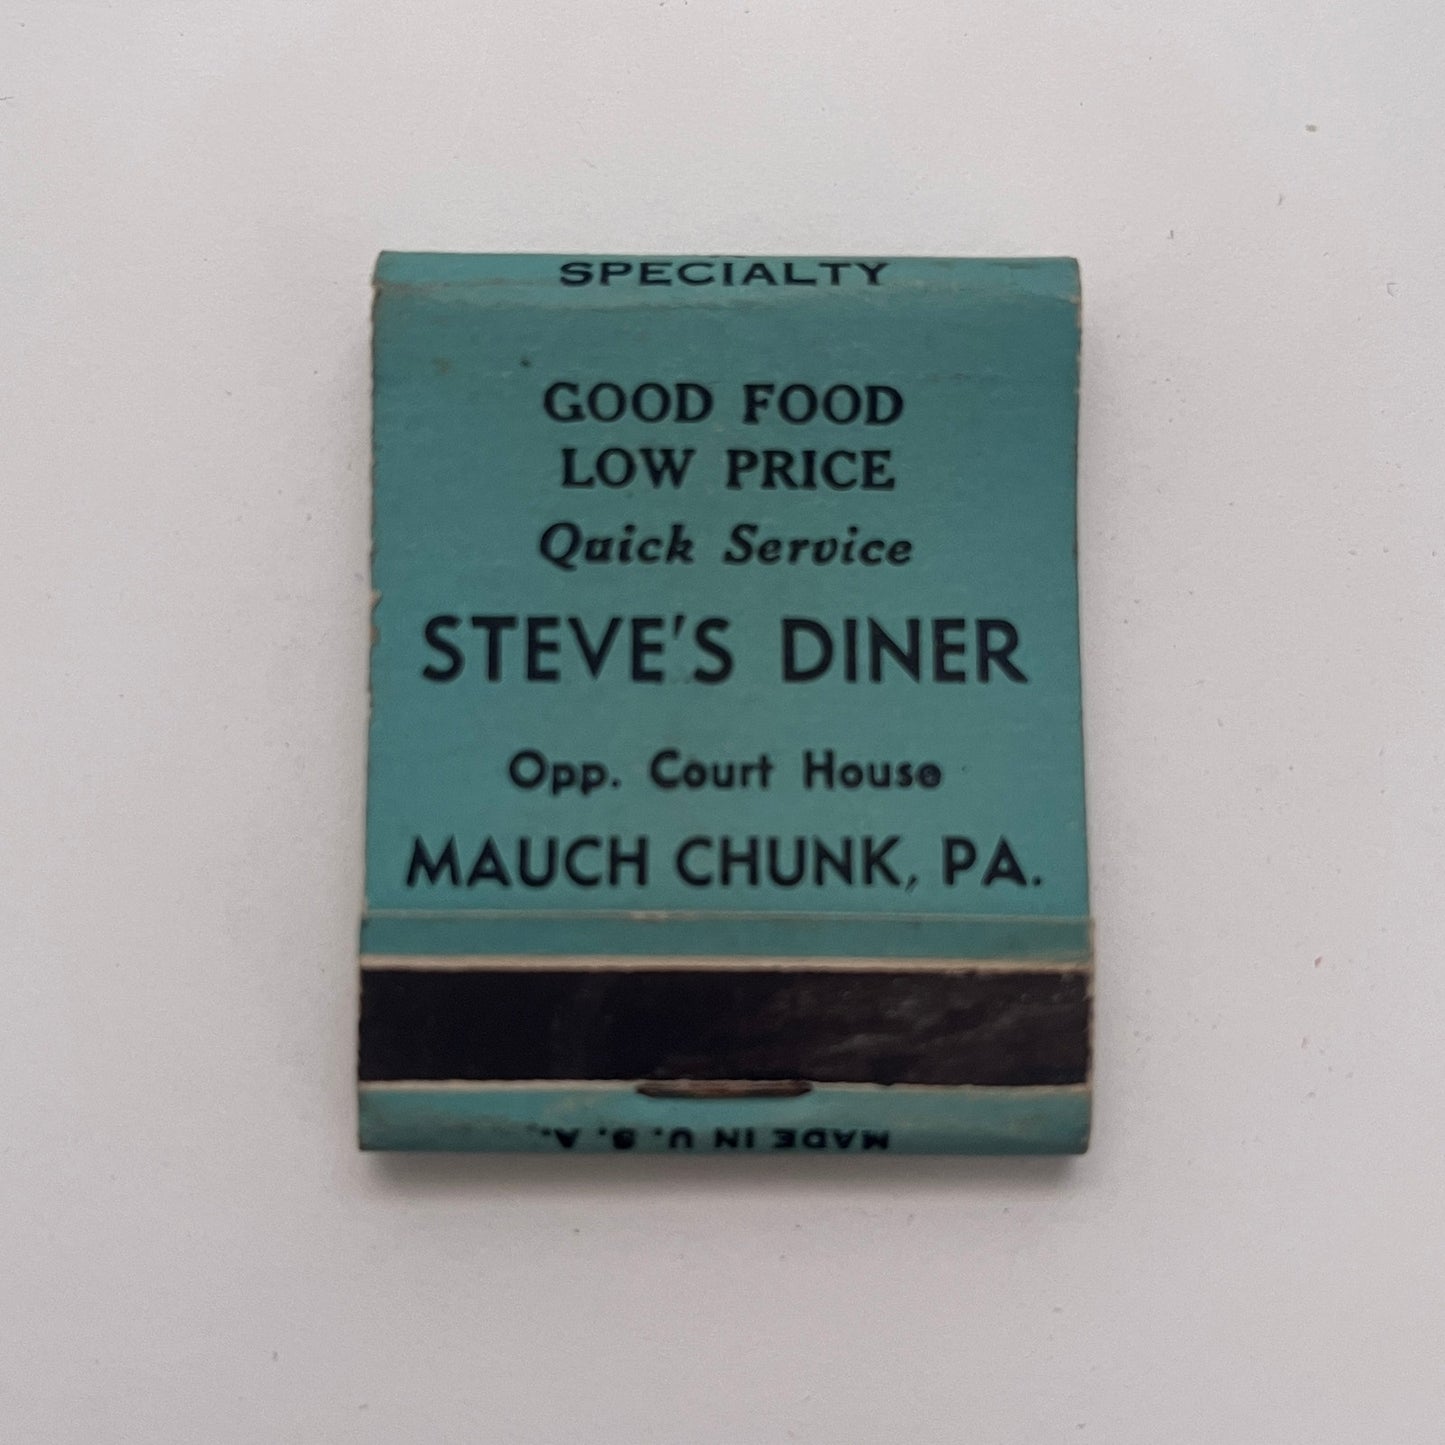 SPECIALTY
GOOD FOOD
LOW PRICE
Quick Service
STEVE'S DINER
Opp. Court House
MAUCH CHUNK, PA.
MADE IN U. S. A.